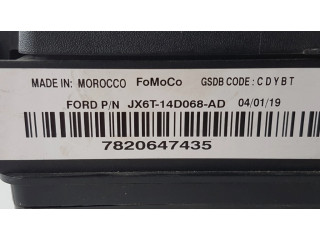 MADE IN: MOROCCO FoMoCo GSDB CODE: C D Y B T
FORD P/N JX6T-14D068-AD 04/01/19
7820647435